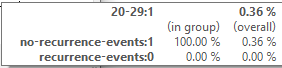 20-29:1 0.36 %
(in group) (overall)
no-recurrence-events:1 100.00 % 0.36 %
recurrence-events:0 0.00 % 0.00 %